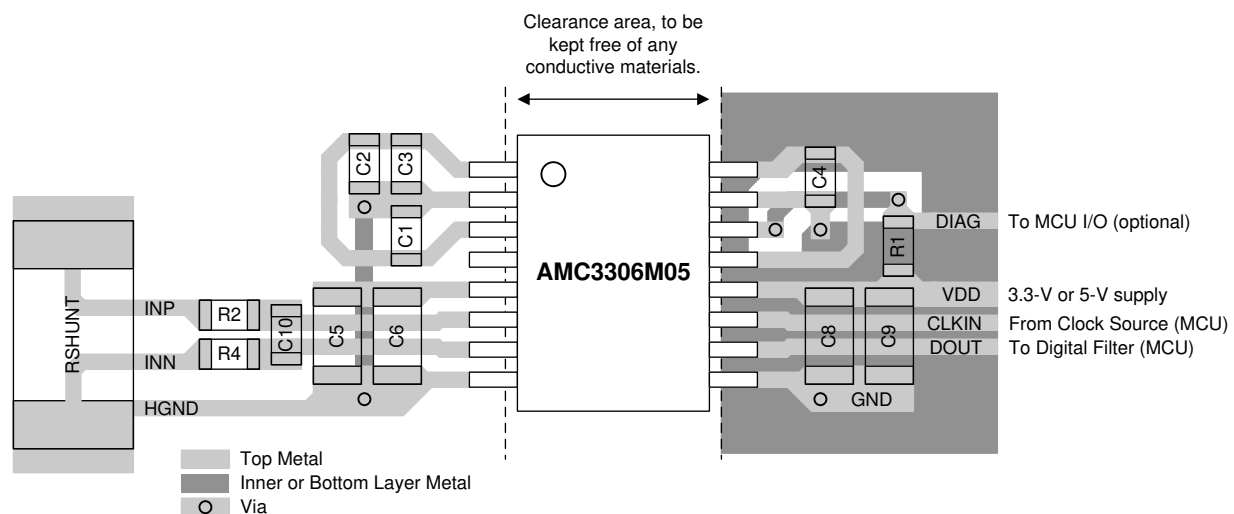 Clearance area, to be
kept free of any
conductive materials.
C2
C3
C1
C4
DIAG
To MCU I/O (optional)
R1
AMC3306M05
RSHUNT
INP
R2
C10
C5
C6
INN
R4
HGND
VDD
3.3-V or 5-V supply
C8
C9
CLKIN
From Clock Source (MCU)
DOUT
To Digital Filter (MCU)
GND
Top Metal
Inner or Bottom Layer Metal
Via